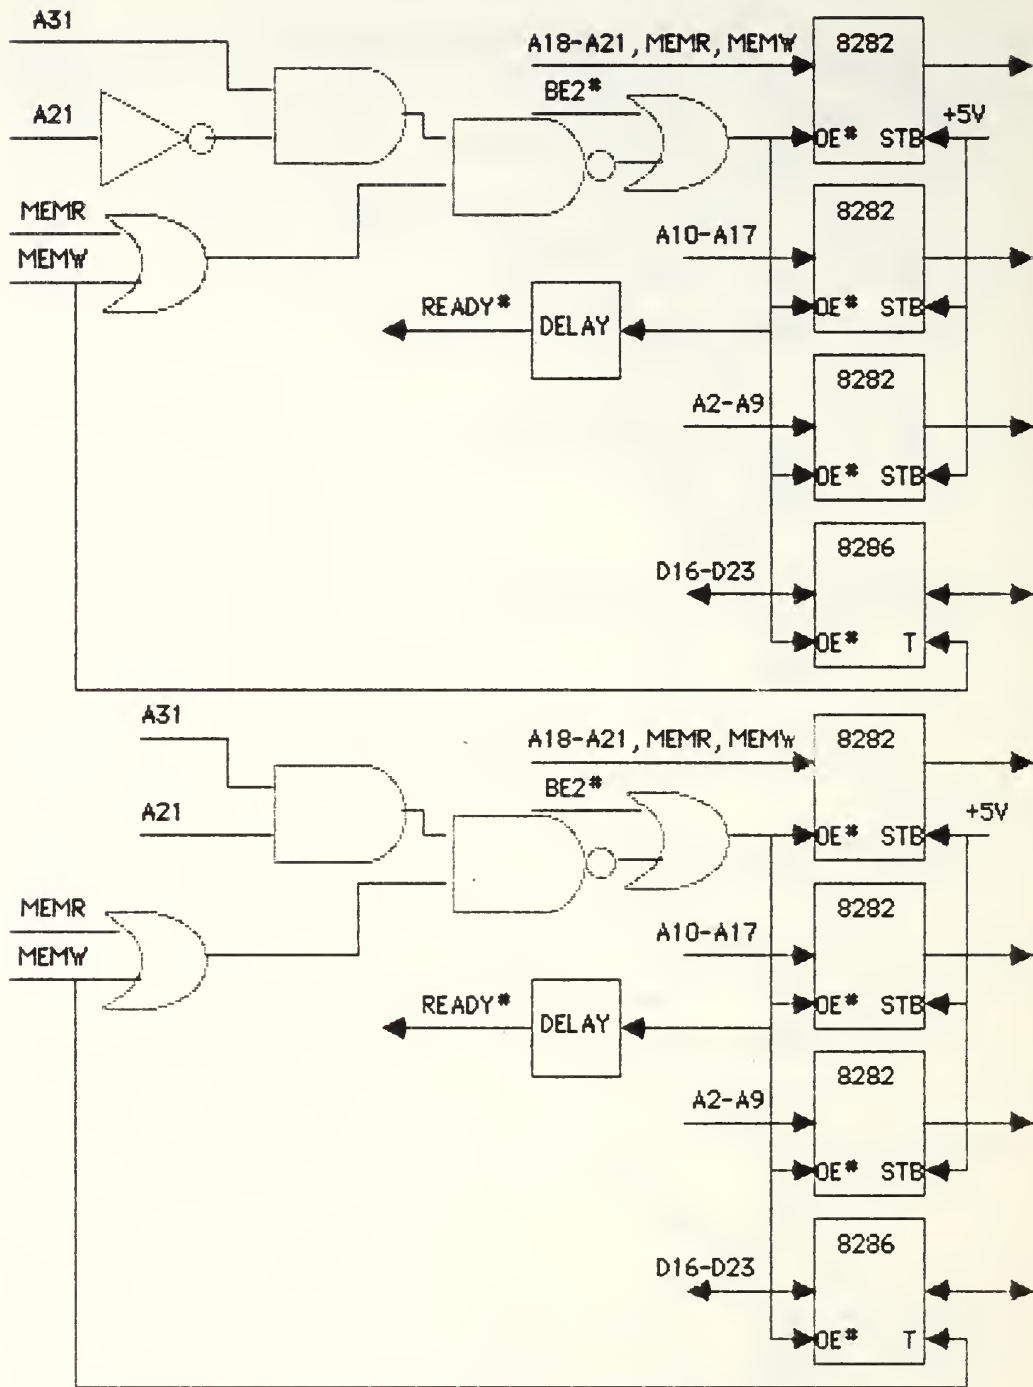 A31
A18-A21, MEMR, MEMW
8282
BE2*
A21
+5V
OE* STB
MEMR
8282
A10-A17
MEMW
READY*
DELAY
OE* STB
8282
A2-A9
OE* STB
8286
D16-D23
OE* T
A31
A18-A21, MEMR, MEMW
8282
BE2*
A21
+5V
OE* STB
MEMR
8282
A10-A17
MEMW
READY*
DELAY
OE* STB
8282
A2-A9
OE* STB
8286
D16-D23
OE* T